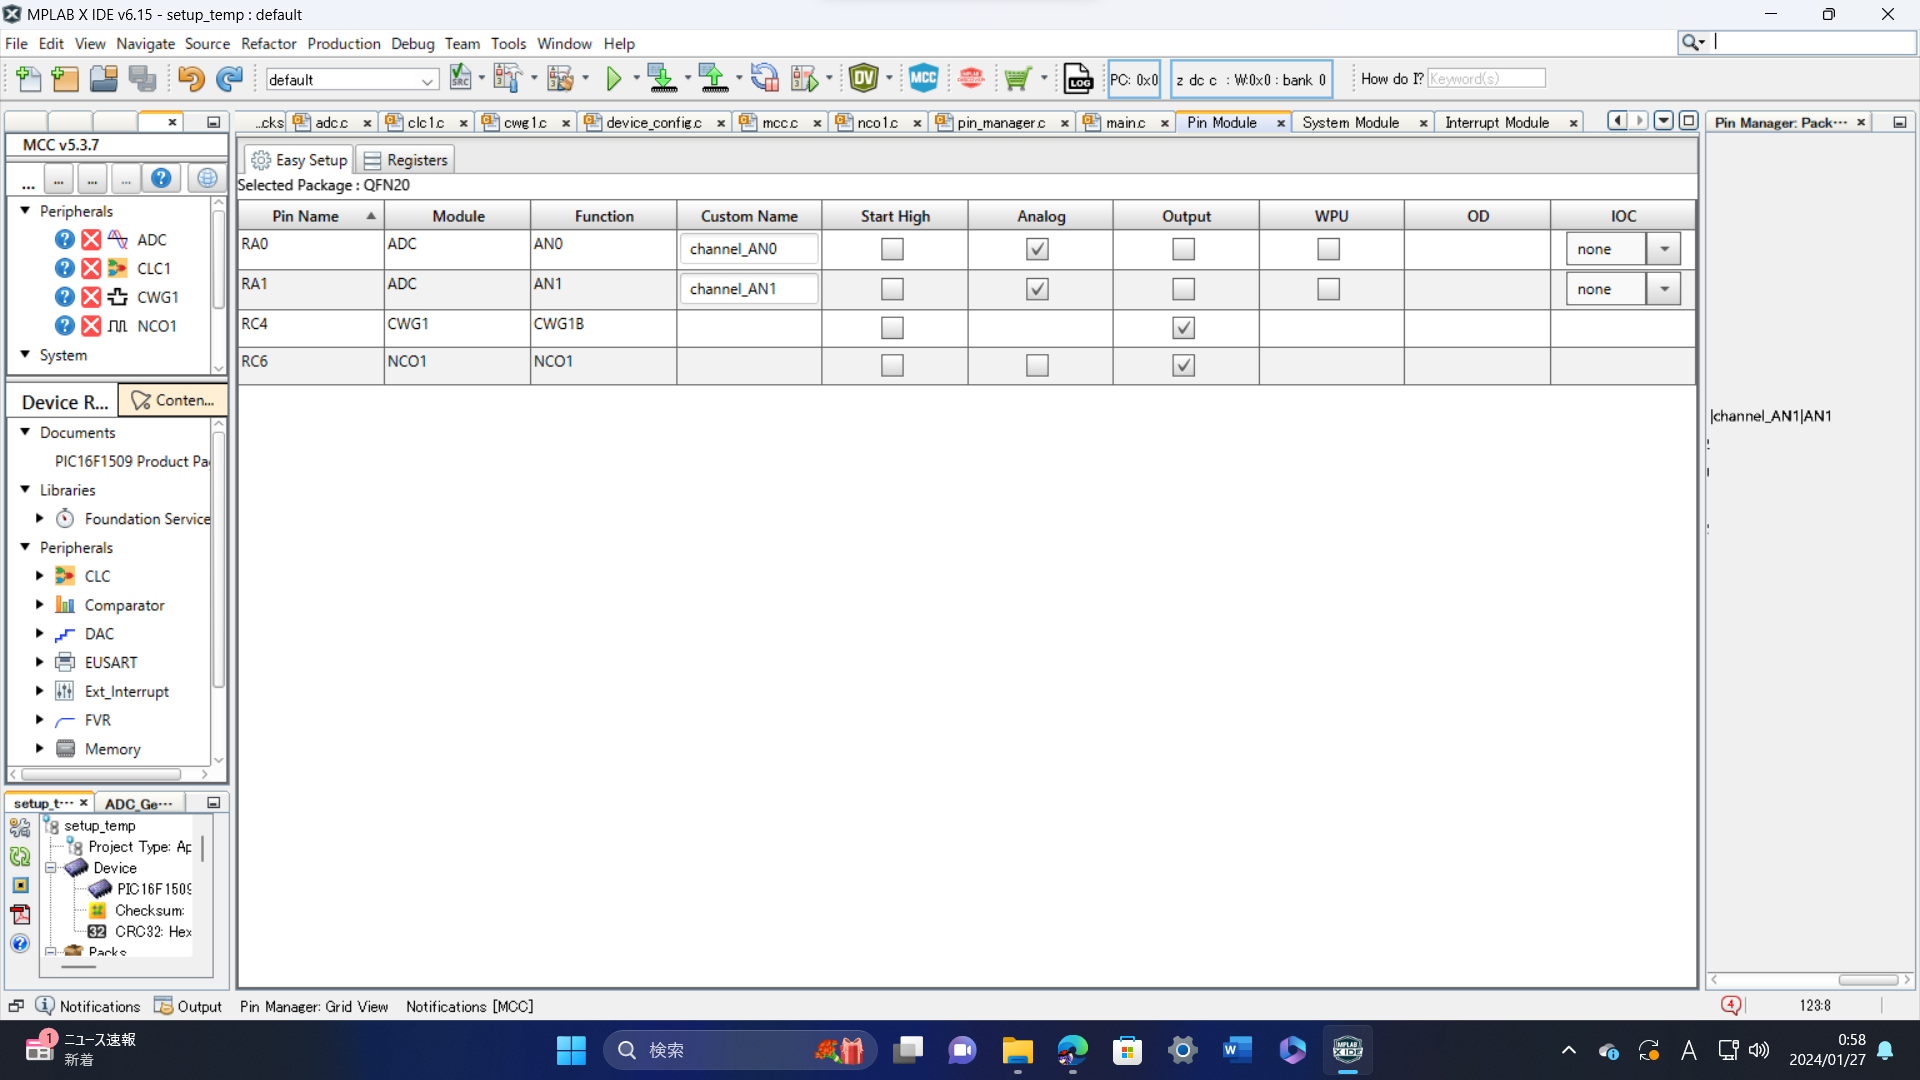 MPLAB X IDE v6.15 - setup_temp : default
File Edit View Navigate Source Refactor Production Debug Team Tools Window Help
default
SRC
DV
MCC
LOG
PC: 0x0
z dc c : W:0x0 : bank 0
How do I? Keyword(s)
...cks adc.c clc1.c cwg1.c device_config.c mcc.c nco1.c pin_manager.c main.c Pin Module System Module Interrupt Module
Pin Manager: Pack...
MCC v5.3.7
... ... ... ...
Peripherals
ADC
CLC1
CWG1
NCO1
System
Device R...
Conten...
Documents
PIC16F1509 Product Pa
Libraries
Foundation Service
Peripherals
CLC
Comparator
DAC
EUSART
Ext_Interrupt
FVR
Memory
setup_t... ADC_Ge...
setup_temp
Project Type: Ap
Device
PIC16F1509
Checksum:
CRC32: Hex
Packs
Easy Setup Registers
Selected Package : QFN20
Pin Name Module Function Custom Name Start High Analog Output WPU OD IOC
RA0 ADC AN0 channel_AN0 none
RA1 ADC AN1 channel_AN1 none
RC4 CWG1 CWG1B
RC6 NCO1 NCO1
|channel_AN1|AN1
Notifications Output Pin Manager: Grid View Notifications [MCC]
4
123:8
1
ニュース速報
新着
検索
A
0:58
2024/01/27